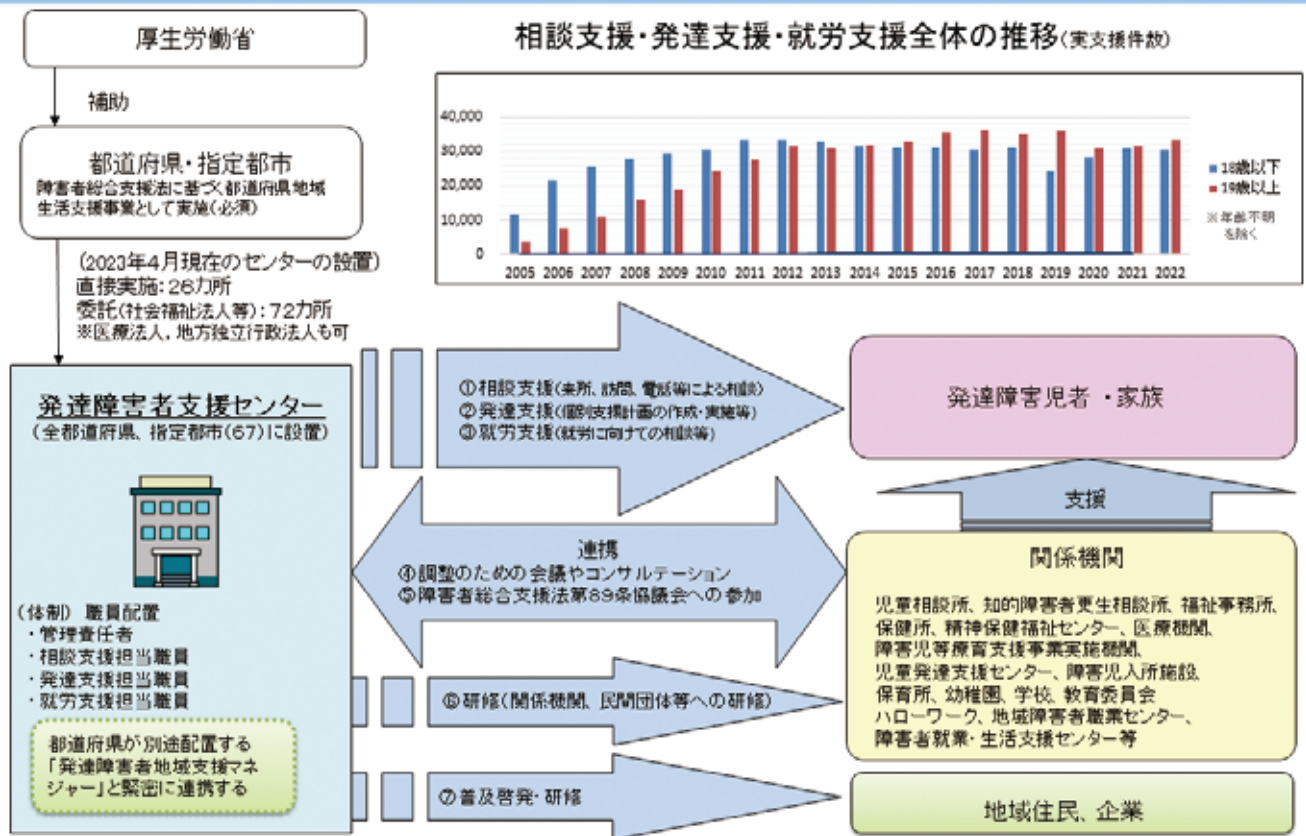 厚生労働省
補助
都道府県・指定都市
障害者総合支援法に基づく都道府県地域
生活支援事業として実施(必須)
(2023年4月現在のセンターの設置)
直接実施：26カ所
委託(社会福祉法人等)：72カ所
※医療法人、地方独立行政法人も可
相談支援・発達支援・就労支援全体の推移(実支援件数)
40,000
30,000
20,000
10,000
0
2005 2006 2007 2008 2009 2010 2011 2012 2013 2014 2015 2016 2017 2018 2019 2020 2021 2022
18歳以下
19歳以上
※年齢不明
を除く
発達障害者支援センター
(全都道府県、指定都市(67)に設置)
(体制) 職員配置
・管理責任者
・相談支援担当職員
・発達支援担当職員
・就労支援担当職員
都道府県が別途配置する
「発達障害者地域支援マネ
ジャー」と緊密に連携する
①相談支援(来所、訪問、電話等による相談)
②発達支援(個別支援計画の作成・実施等)
③就労支援(就労に向けての相談等)
発達障害児者・家族
支援
連携
④調整のための会議やコンサルテーション
⑤障害者総合支援法第89条協議会への参加
関係機関
児童相談所、知的障害者更生相談所、福祉事務所、
保健所、精神保健福祉センター、医療機関、
障害児等療育支援事業実施機関、
児童発達支援センター、障害児入所施設、
保育所、幼稚園、学校、教育委員会
ハローワーク、地域障害者職業センター、
障害者就業・生活支援センター等
⑥研修(関係機関、民間団体等への研修)
⑦普及啓発・研修
地域住民、企業